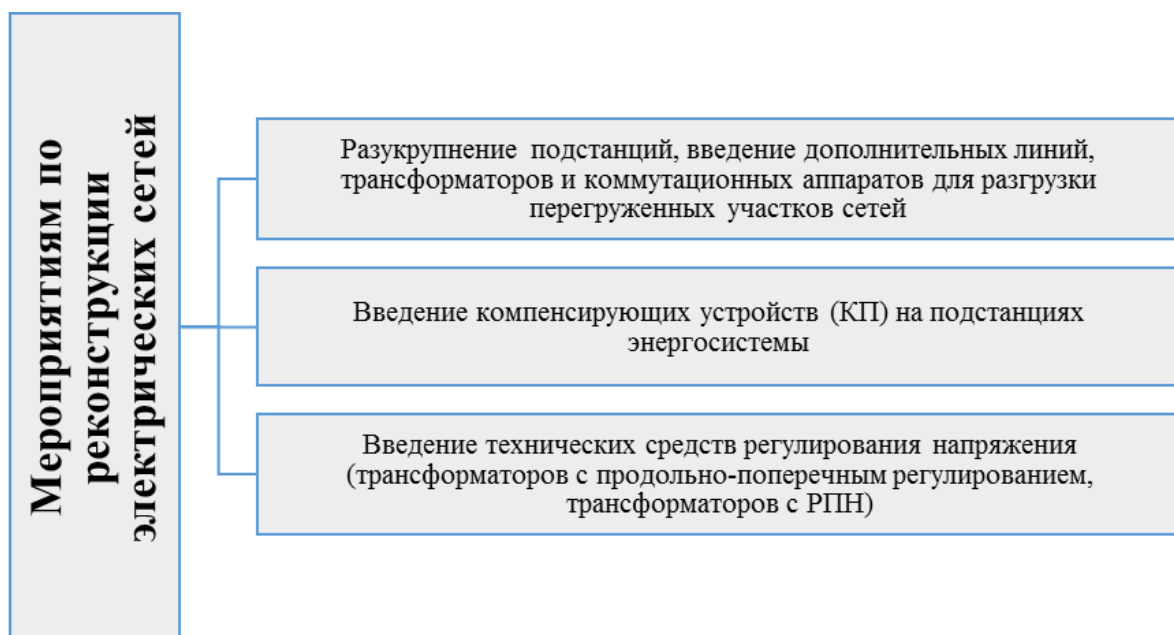 Мероприятиям по
реконструкции
электрических сетей
Разукрупнение подстанций, введение дополнительных линий,
трансформаторов и коммутационных аппаратов для разгрузки
перегруженных участков сетей
Введение компенсирующих устройств (КП) на подстанциях
энергосистемы
Введение технических средств регулирования напряжения
(трансформаторов с продольно-поперечным регулированием,
трансформаторов с РПН)